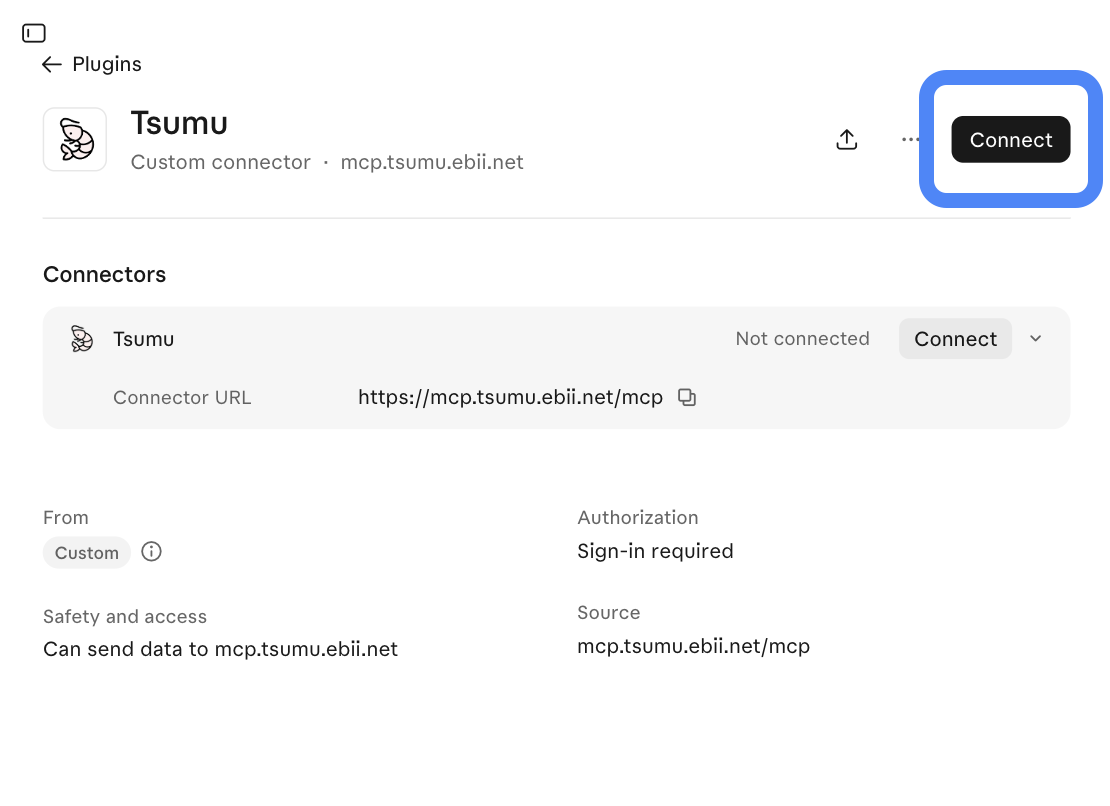 Plugins
Tsumu
Custom connector · mcp.tsumu.ebii.net
Connect
Connectors
Tsumu
Not connected
Connect
Connector URL
https://mcp.tsumu.ebii.net/mcp
From
Custom
Authorization
Sign-in required
Safety and access
Can send data to mcp.tsumu.ebii.net
Source
mcp.tsumu.ebii.net/mcp